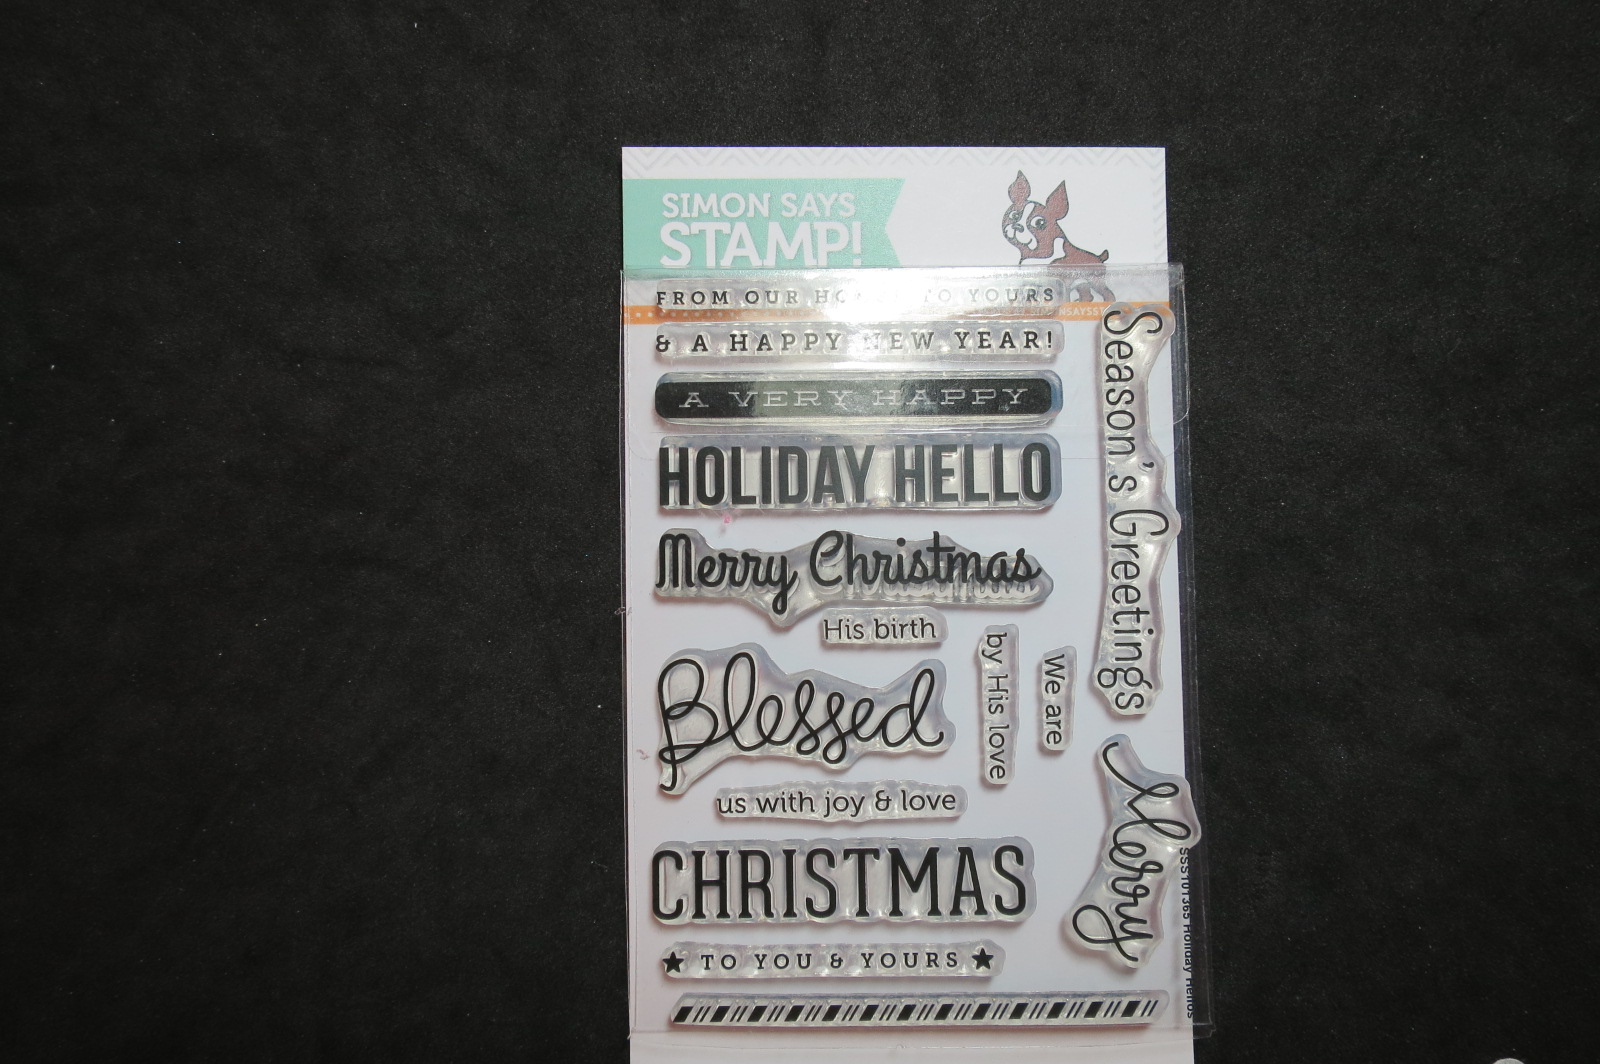 SIMON SAYS
STAMP!
FROM OUR TO YOURS
& A HAPPY NEW YEAR!
A VERY HAPPY
HOLIDAY HELLO
Merry Christmas
His birth
Blessed
by His love
We are
us with joy & love
CHRISTMAS
★ TO YOU & YOURS ★
Season's Greetings
Merry
SSS101365 Holiday Hellos